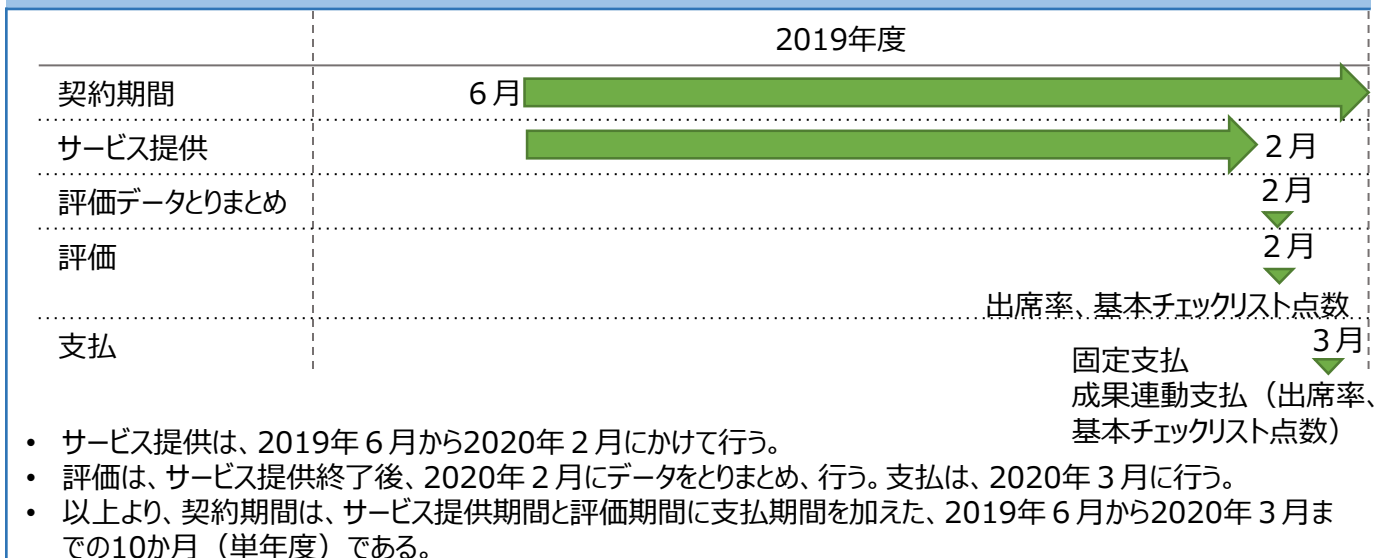 2019年度
契約期間
６月
サービス提供
２月
評価データとりまとめ
２月
評価
２月
出席率、基本チェックリスト点数
支払
３月
固定支払
成果連動支払（出席率、
基本チェックリスト点数）
• サービス提供は、2019年６月から2020年２月にかけて行う。
• 評価は、サービス提供終了後、2020年２月にデータをとりまとめ、行う。支払は、2020年３月に行う。
• 以上より、契約期間は、サービス提供期間と評価期間に支払期間を加えた、2019年６月から2020年３月ま
での10か月（単年度）である。